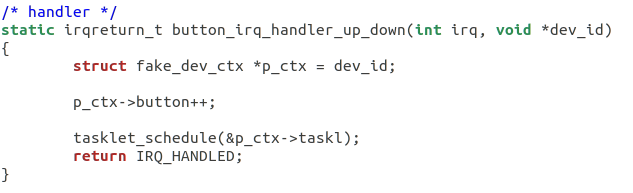 /* handler */
static irqreturn_t button_irq_handler_up_down(int irq, void *dev_id)
{
        struct fake_dev_ctx *p_ctx = dev_id;

        p_ctx->button++;

        tasklet_schedule(&p_ctx->taskl);
        return IRQ_HANDLED;
}